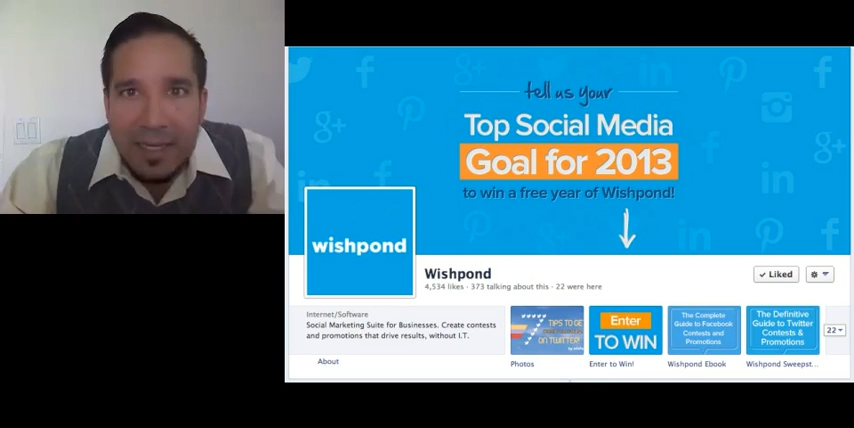 tell us your
Top Social Media
Goal for 2013
to win a free year of Wishpond!
wishpond
Wishpond
4,534 likes · 373 talking about this · 22 were here
✓ Liked
Internet/Software
Social Marketing Suite for Businesses. Create contests
and promotions that drive results, without I.T.
About
7 TIPS TO GET
ON TWITTER!
Photos
Enter
TO WIN
Enter to Win!
The Complete
Guide to Facebook
Contests and
Promotions
Wishpond Ebook
The Definitive
Guide to Twitter
Contests &
Promotions
Wishpond Sweepst...
22